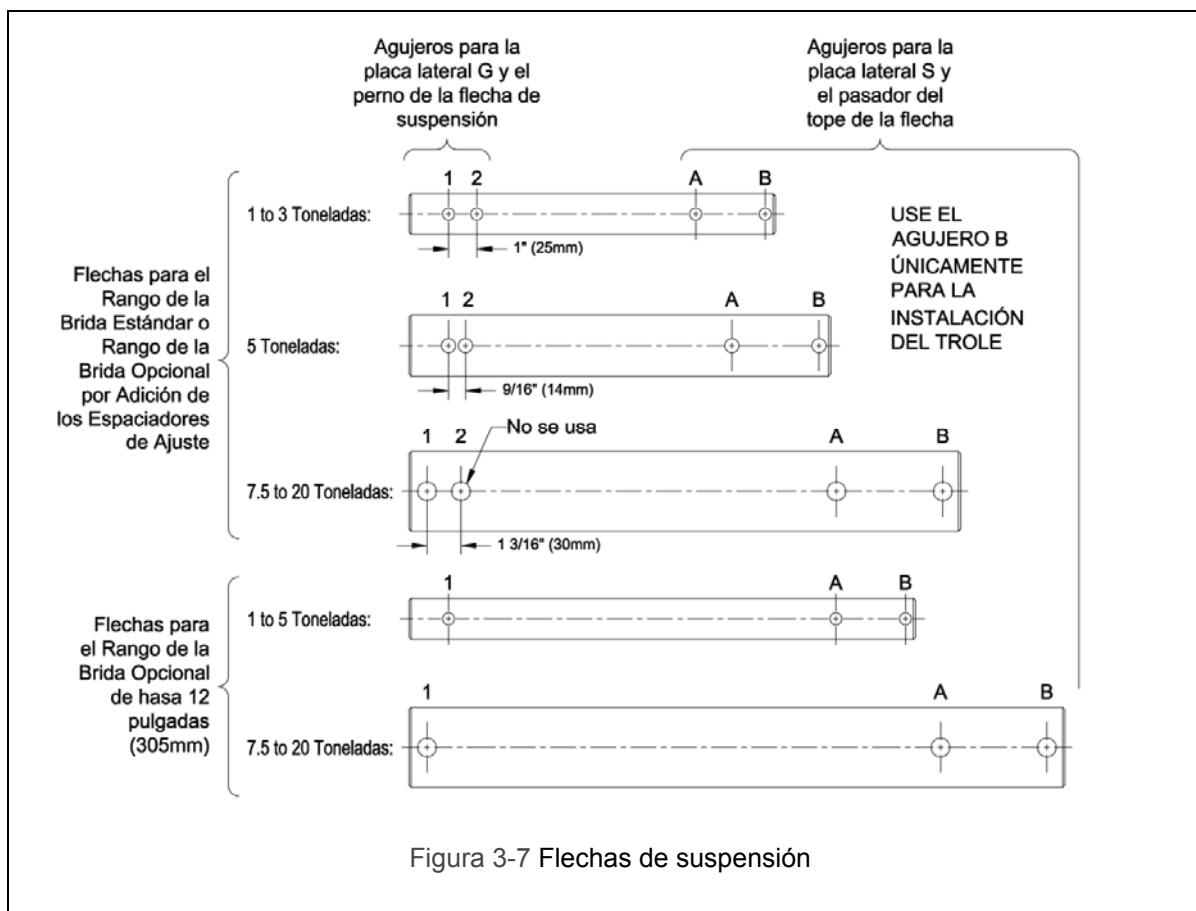 Agujeros para la
placa lateral G y el
perno de la flecha de
suspensión
Agujeros para la
placa lateral S y
el pasador del
tope de la flecha
Flechas para el
Rango de la
Brida Estándar o
Rango de la
Brida Opcional
por Adición de
los Espaciadores
de Ajuste
1 to 3 Toneladas:
1 2 A B
1" (25mm)
USE EL
AGUJERO B
ÚNICAMENTE
PARA LA
INSTALACIÓN
DEL TROLE
5 Toneladas:
1 2 A B
9/16" (14mm)
7.5 to 20 Toneladas:
1 2 No se usa A B
1 3/16" (30mm)
Flechas para
el Rango de la
Brida Opcional
de hasa 12
pulgadas
(305mm)
1 to 5 Toneladas:
1 A B
7.5 to 20 Toneladas:
1 A B
Figura 3-7 Flechas de suspensión